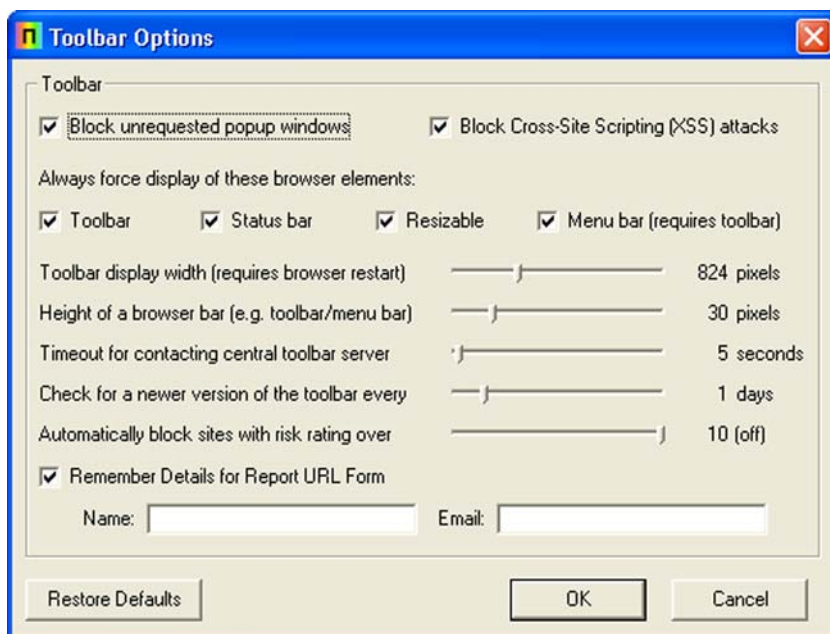 Toolbar Options
Toolbar
Block unrequested popup windows Block Cross-Site Scripting (XSS) attacks
Always force display of these browser elements:
Toolbar Status bar Resizable Menu bar (requires toolbar)
Toolbar display width (requires browser restart) 824 pixels
Height of a browser bar (e.g. toolbar/menu bar) 30 pixels
Timeout for contacting central toolbar server 5 seconds
Check for a newer version of the toolbar every 1 days
Automatically block sites with risk rating over 10 (off)
Remember Details for Report URL Form
Name: Email:
Restore Defaults OK Cancel